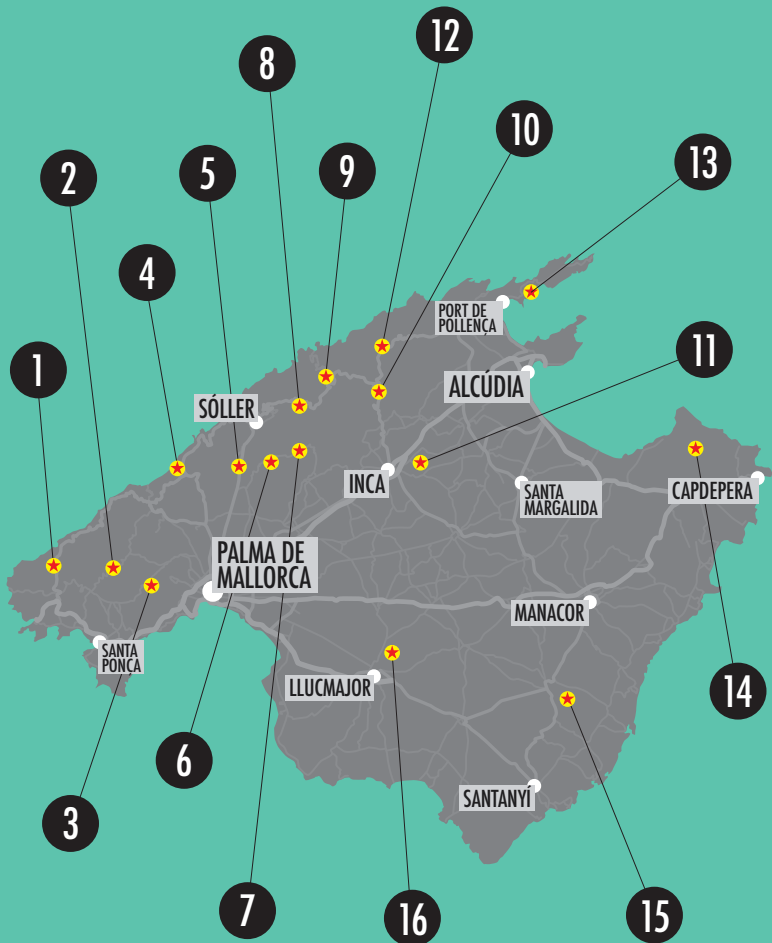 12
8
10
9
13
2
5
4
PORT DE
POLLENÇA
11
1
ALCÚDIA
SÓLLER
INCA
SANTA
MARGALIDA
CAPDEPERA
PALMA DE
MALLORCA
MANACOR
SANTA
PONÇA
LLUCMAJOR
14
6
SANTANYÍ
3
7
16
15